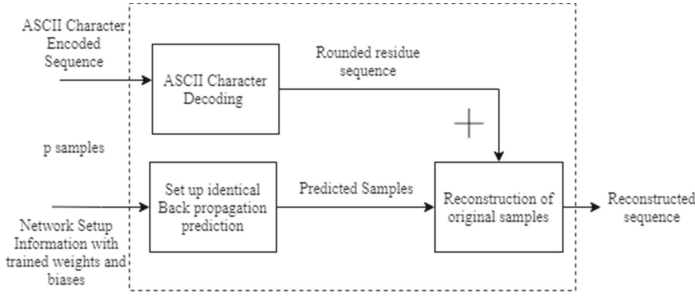 ASCII Character
Encoded
Sequence
ASCII Character
Decoding
Rounded residue
sequence
p samples
Set up identical
Back propagation
prediction
Predicted Samples
Reconstruction of
original samples
Reconstructed
sequence
Network Setup
Information with
trained weights and
biases